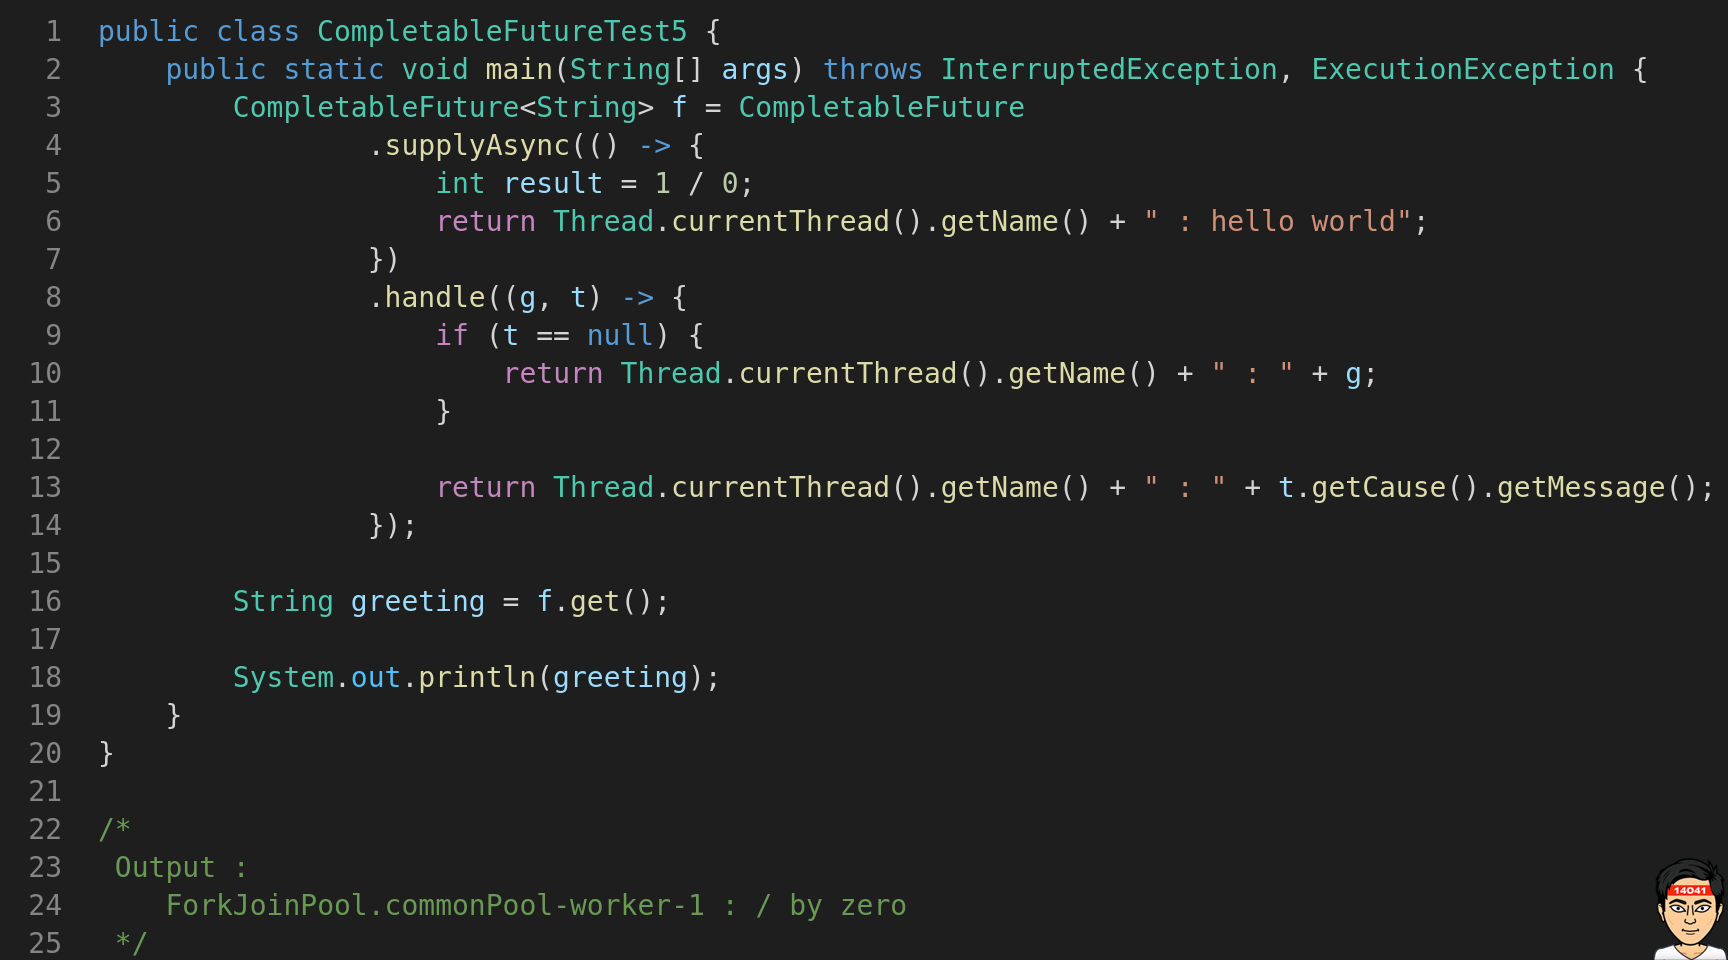 1 public class CompletableFutureTest5 {
2     public static void main(String[] args) throws InterruptedException, ExecutionException {
3         CompletableFuture<String> f = CompletableFuture
4                 .supplyAsync(() -> {
5                     int result = 1 / 0;
6                     return Thread.currentThread().getName() + " : hello world";
7                 })
8                 .handle((g, t) -> {
9                     if (t == null) {
10                         return Thread.currentThread().getName() + " : " + g;
11                     }
12
13                     return Thread.currentThread().getName() + " : " + t.getCause().getMessage();
14                 });
15
16         String greeting = f.get();
17
18         System.out.println(greeting);
19     }
20 }
21
22 /*
23  Output :
24     ForkJoinPool.commonPool-worker-1 : / by zero
25  */
14041